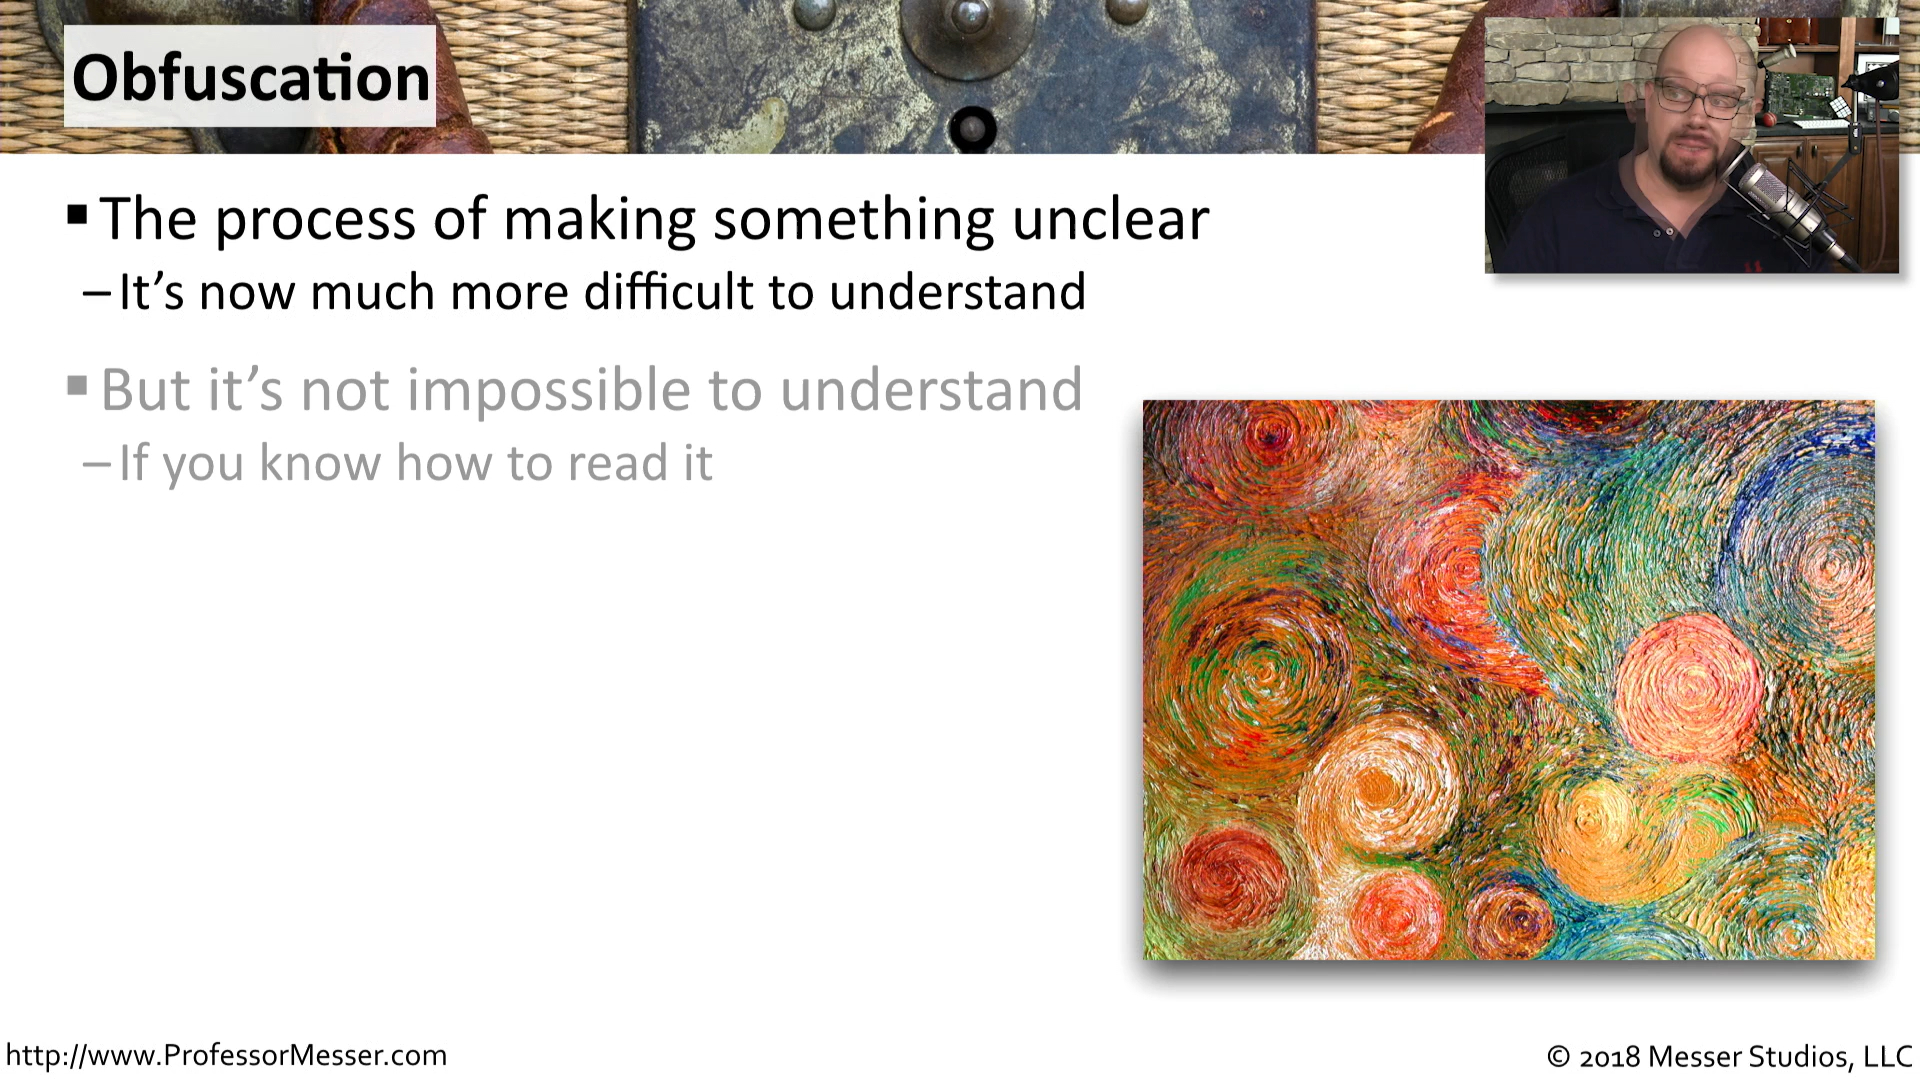 Obfuscation
▪ The process of making something unclear
– It’s now much more difficult to understand
▪ But it’s not impossible to understand
– If you know how to read it
http://www.ProfessorMesser.com
© 2018 Messer Studios, LLC